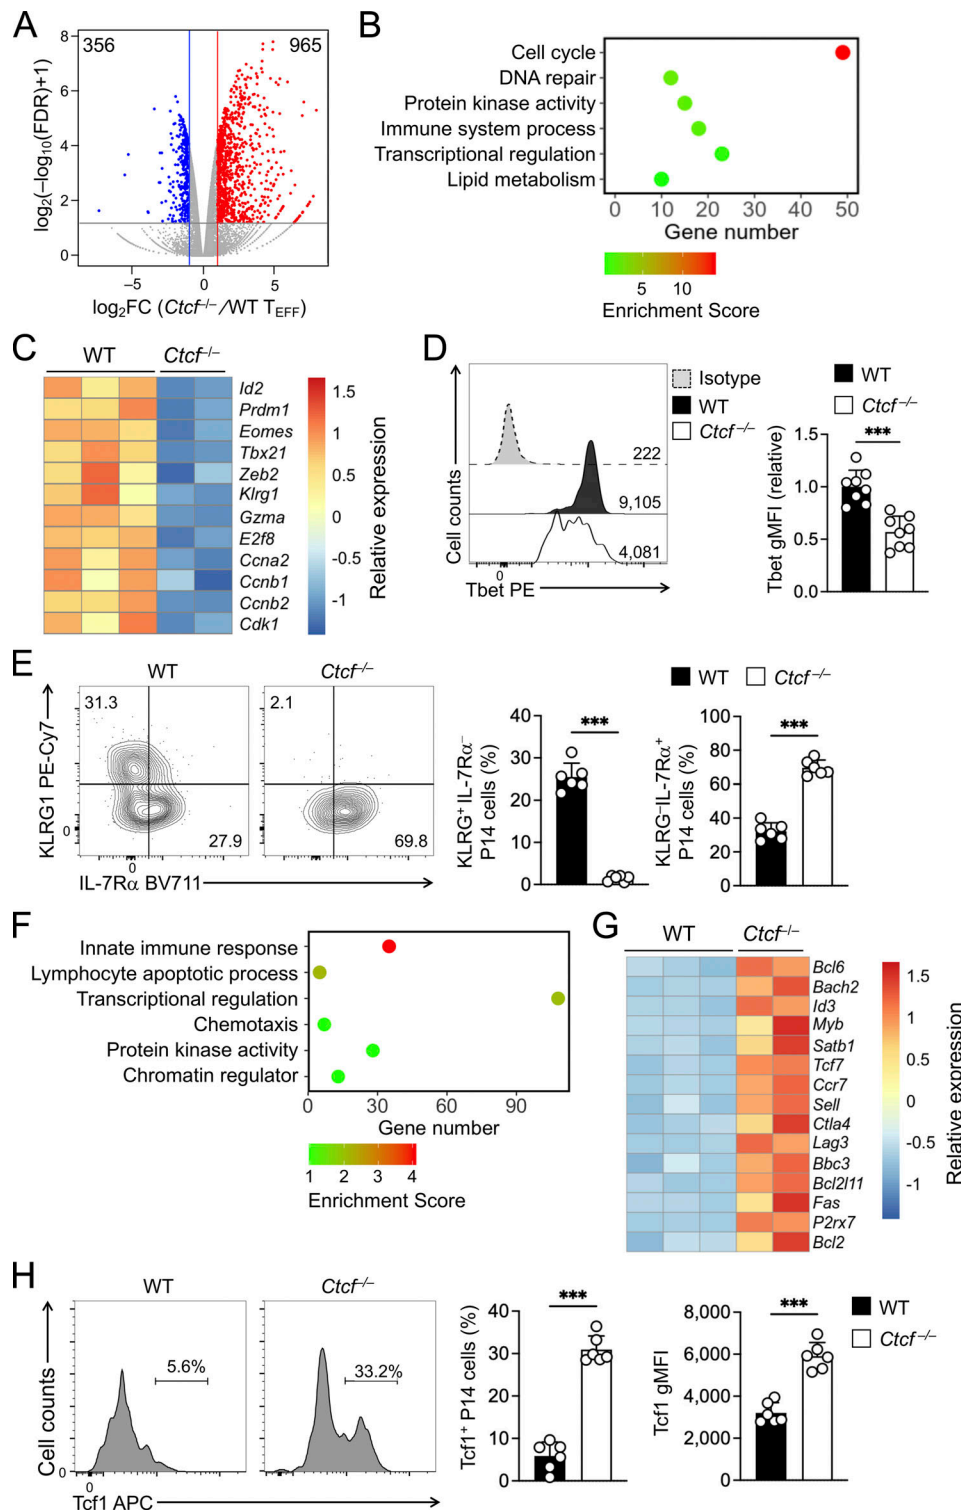 A
356
965
8
6
4
2
0
log2(–log10(FDR)+1)
–5
0
5
log2FC (Ctcf–/– /WT TEFF)
B
Cell cycle
DNA repair
Protein kinase activity
Immune system process
Transcriptional regulation
Lipid metabolism
0 10 20 30 40 50
Gene number
5 10
Enrichment Score
C
WT Ctcf–/–
Id2
Prdm1
Eomes
Tbx21
Zeb2
Klrg1
Gzma
E2f8
Ccna2
Ccnb1
Ccnb2
Cdk1
1.5
1
0.5
0
-0.5
-1
Relative expression
D
Isotype
WT
Ctcf–/–
222
9,105
4,081
Cell counts
0
Tbet PE
WT
Ctcf–/–
***
1.5
1.0
0.5
0.0
Tbet gMFI (relative)
E
WT
Ctcf–/–
31.3
27.9
2.1
69.8
KLRG1 PE-Cy7
0
0
IL-7Rα BV711
WT
Ctcf–/–
***
40
30
20
10
0
KLRG+IL-7Rα–
P14 cells (%)
***
100
80
60
40
20
0
KLRG–IL-7Rα+
P14 cells (%)
F
Innate immune response
Lymphocyte apoptotic process
Transcriptional regulation
Chemotaxis
Protein kinase activity
Chromatin regulator
0 30 60 90
Gene number
1 2 3 4
Enrichment Score
G
WT Ctcf–/–
Bcl6
Bach2
Id3
Myb
Satb1
Tcf7
Ccr7
Sell
Ctla4
Lag3
Bbc3
Bcl2l11
Fas
P2rx7
Bcl2
1.5
1
0.5
0
-0.5
-1
Relative expression
H
WT
Ctcf–/–
5.6%
33.2%
Cell counts
0
0
Tcf1 APC
***
40
30
20
10
0
Tcf1+ P14 cells (%)
***
8,000
6,000
4,000
2,000
0
Tcf1 gMFI
WT
Ctcf–/–